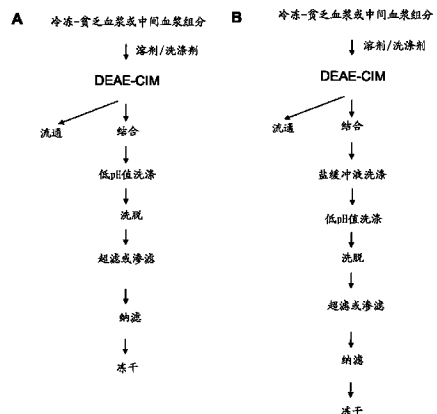 A
冷冻-贫乏血浆或中间血浆组分
溶剂/洗涤剂
DEAE-CIM
流通
结合
低pH值洗涤
洗脱
超滤或渗滤
纳滤
冻干
B
冷冻-贫乏血浆或中间血浆组分
溶剂/洗涤剂
DEAE-CIM
流通
结合
盐缓冲液洗涤
低pH值洗涤
洗脱
超滤或渗滤
纳滤
冻干